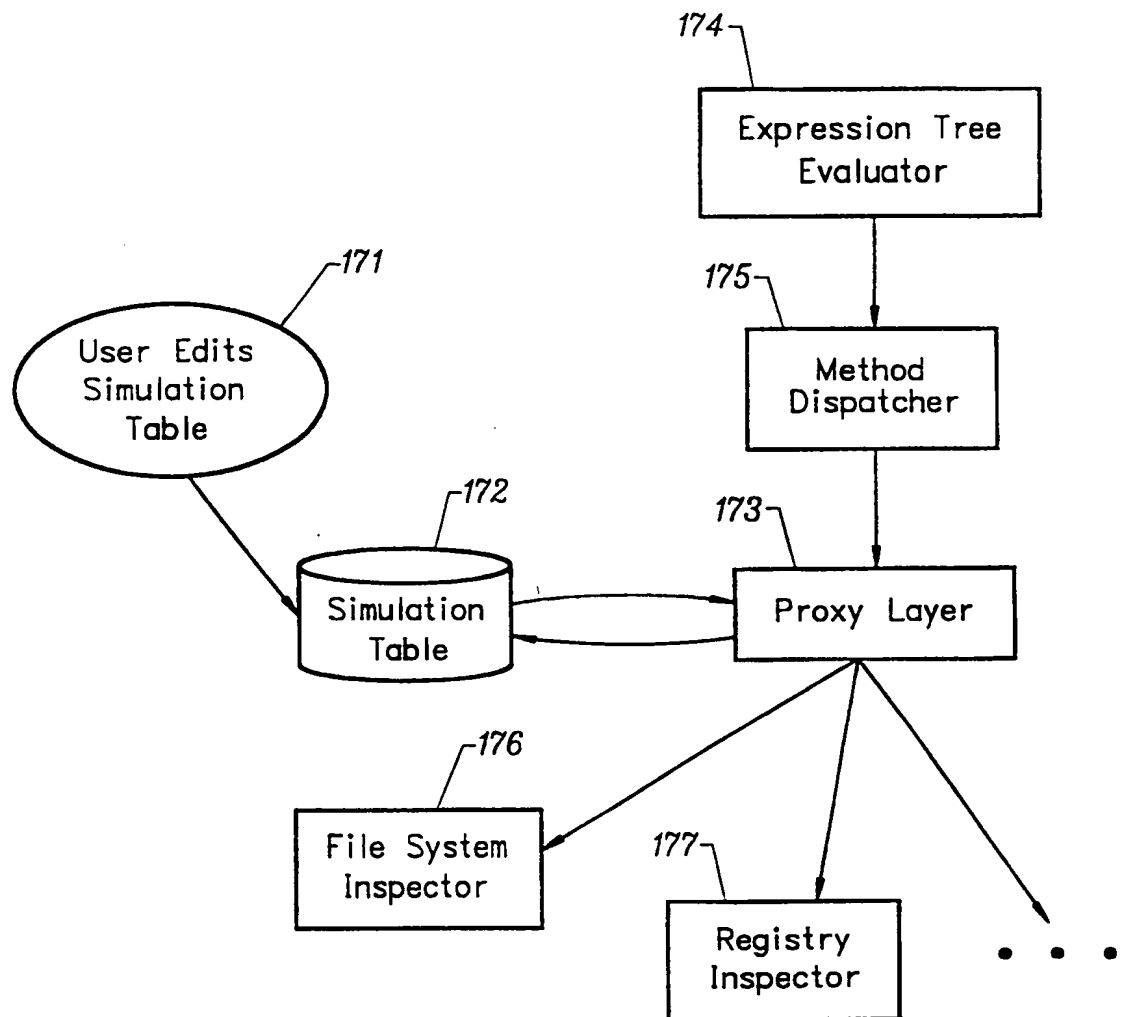 174
Expression Tree
Evaluator
171
175
User Edits
Simulation
Table
Method
Dispatcher
172
173
Simulation
Table
Proxy Layer
176
File System
Inspector
177
Registry
Inspector